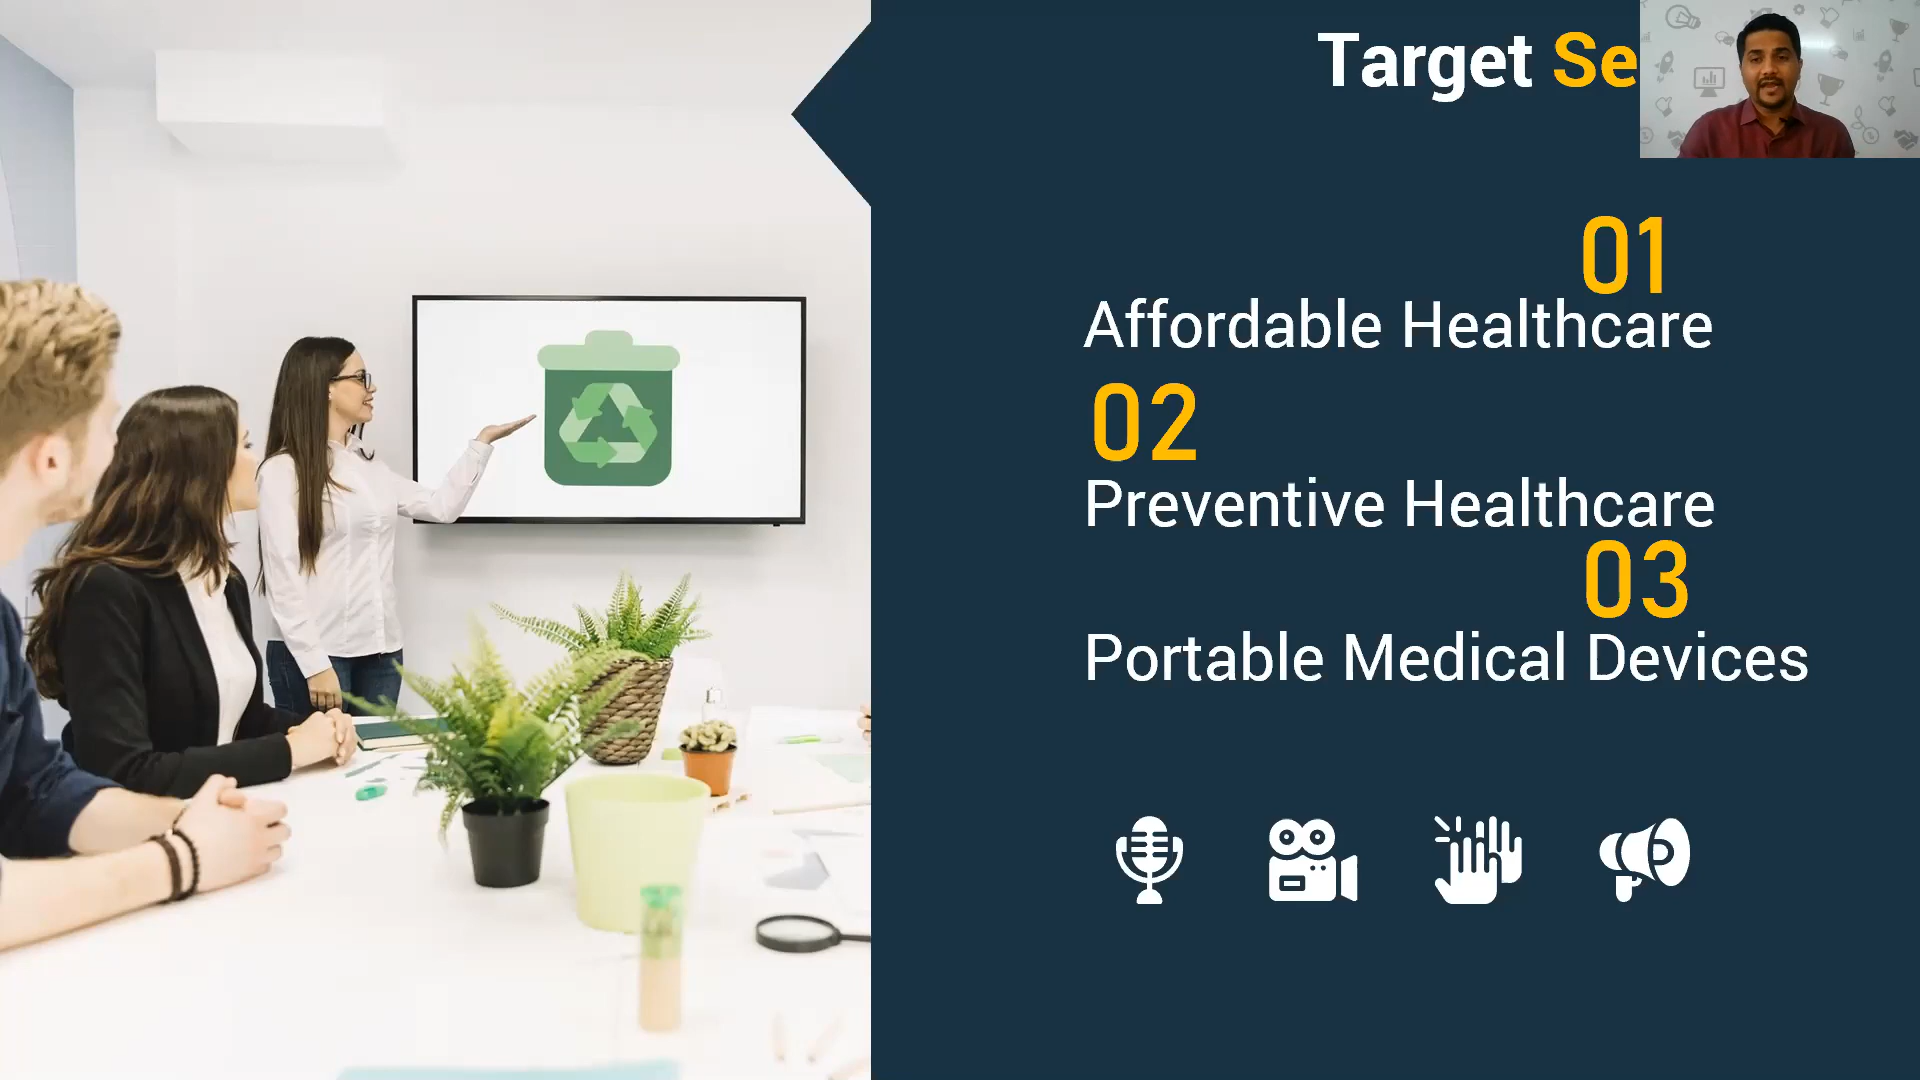 Target Se
01
Affordable Healthcare
02
Preventive Healthcare
03
Portable Medical Devices